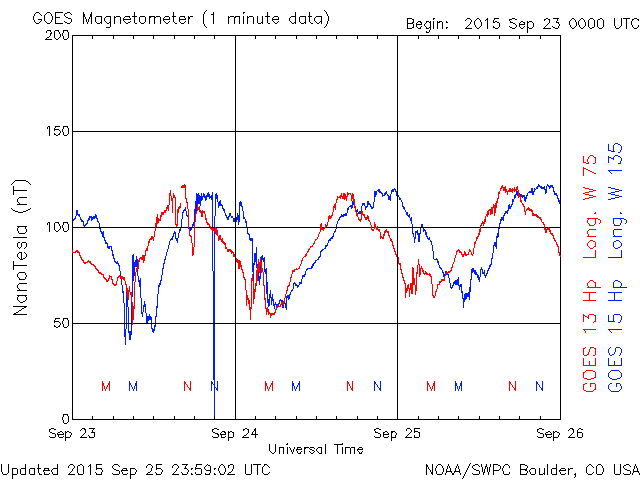 GOES Magnetometer (1 minute data)
Begin: 2015 Sep 23 0000 UTC
200
150
100
50
0
NanoTesla (nT)
M M N N M M N N M M N N
Sep 23 Sep 24 Sep 25 Sep 26
Universal Time
GOES 13 Hp Long. W 75
GOES 15 Hp Long. W 135
Updated 2015 Sep 25 23:59:02 UTC
NOAA/SWPC Boulder, CO USA